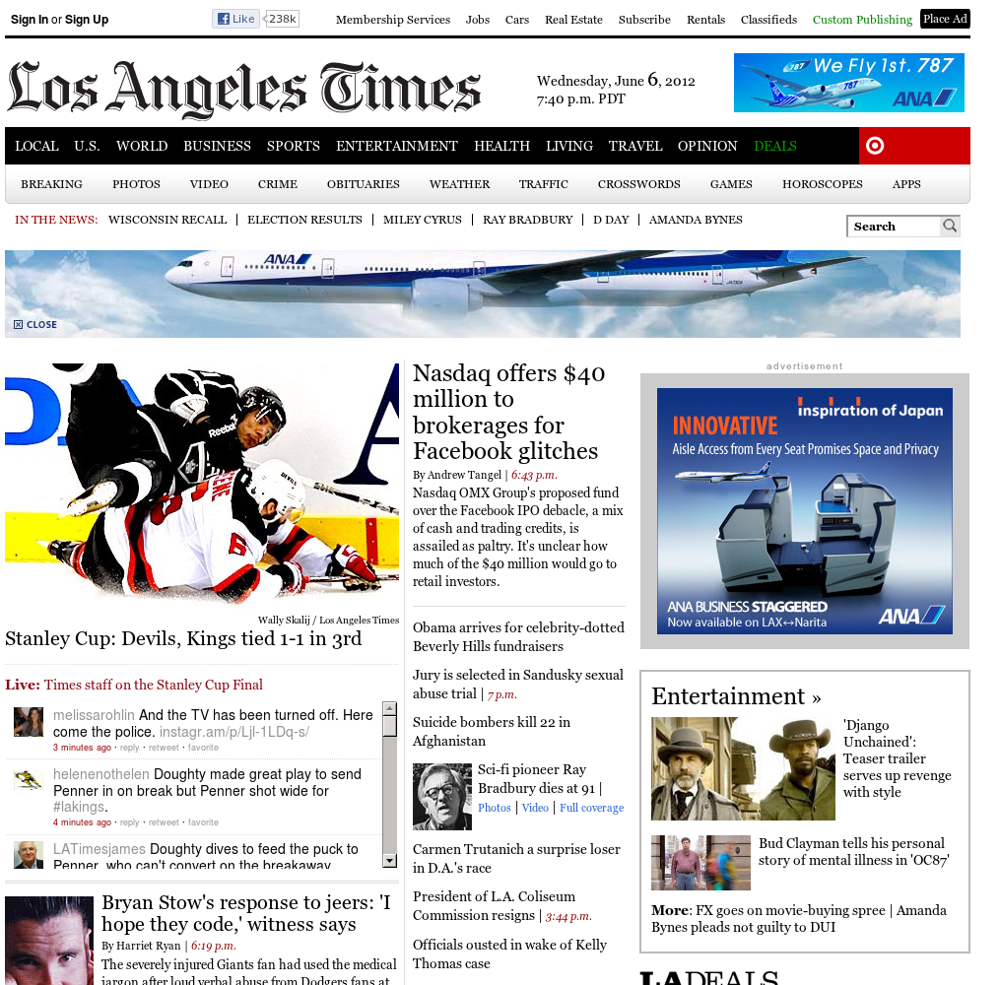 Sign In or Sign Up
Like
238k
Membership Services Jobs Cars Real Estate Subscribe Rentals Classifieds Custom Publishing Place Ad
Los Angeles Times
Wednesday, June 6, 2012
7:40 p.m. PDT
We Fly 1st. 787
787
ANA
LOCAL U.S. WORLD BUSINESS SPORTS ENTERTAINMENT HEALTH LIVING TRAVEL OPINION DEALS
BREAKING PHOTOS VIDEO CRIME OBITUARIES WEATHER TRAFFIC CROSSWORDS GAMES HOROSCOPES APPS
IN THE NEWS: WISCONSIN RECALL | ELECTION RESULTS | MILEY CYRUS | RAY BRADBURY | D DAY | AMANDA BYNES
Search
ANA
CLOSE
Reebok
DEVILS
GREENE
6
Wally Skalij / Los Angeles Times
Stanley Cup: Devils, Kings tied 1-1 in 3rd
Live: Times staff on the Stanley Cup Final
melissarohlin And the TV has been turned off. Here
come the police. instagr.am/p/Ljl-1LDq-s/
3 minutes ago · reply · retweet · favorite
helenenothelen Doughty made great play to send
Penner in on break but Penner shot wide for
#lakings.
4 minutes ago · reply · retweet · favorite
LATimesjames Doughty dives to feed the puck to
Penner, who can't convert on the breakaway
Bryan Stow's response to jeers: 'I
hope they code,' witness says
By Harriet Ryan | 6:19 p.m.
The severely injured Giants fan had used the medical
jargon after loud verbal abuse from Dodgers fans at
Nasdaq offers $40
million to
brokerages for
Facebook glitches
By Andrew Tangel | 6:43 p.m.
Nasdaq OMX Group's proposed fund
over the Facebook IPO debacle, a mix
of cash and trading credits, is
assailed as paltry. It's unclear how
much of the $40 million would go to
retail investors.
Obama arrives for celebrity-dotted
Beverly Hills fundraisers
Jury is selected in Sandusky sexual
abuse trial | 7 p.m.
Suicide bombers kill 22 in
Afghanistan
Sci-fi pioneer Ray
Bradbury dies at 91 |
Photos | Video | Full coverage
Carmen Trutanich a surprise loser
in D.A.'s race
President of L.A. Coliseum
Commission resigns | 3:44 p.m.
Officials ousted in wake of Kelly
Thomas case
advertisement
inspiration of Japan
INNOVATIVE
Aisle Access from Every Seat Promises Space and Privacy
ANA BUSINESS STAGGERED
Now available on LAX↔Narita
ANA
Entertainment »
'Django
Unchained':
Teaser trailer
serves up revenge
with style
Bud Clayman tells his personal
story of mental illness in 'OC87'
More: FX goes on movie-buying spree | Amanda
Bynes pleads not guilty to DUI
LADEALS